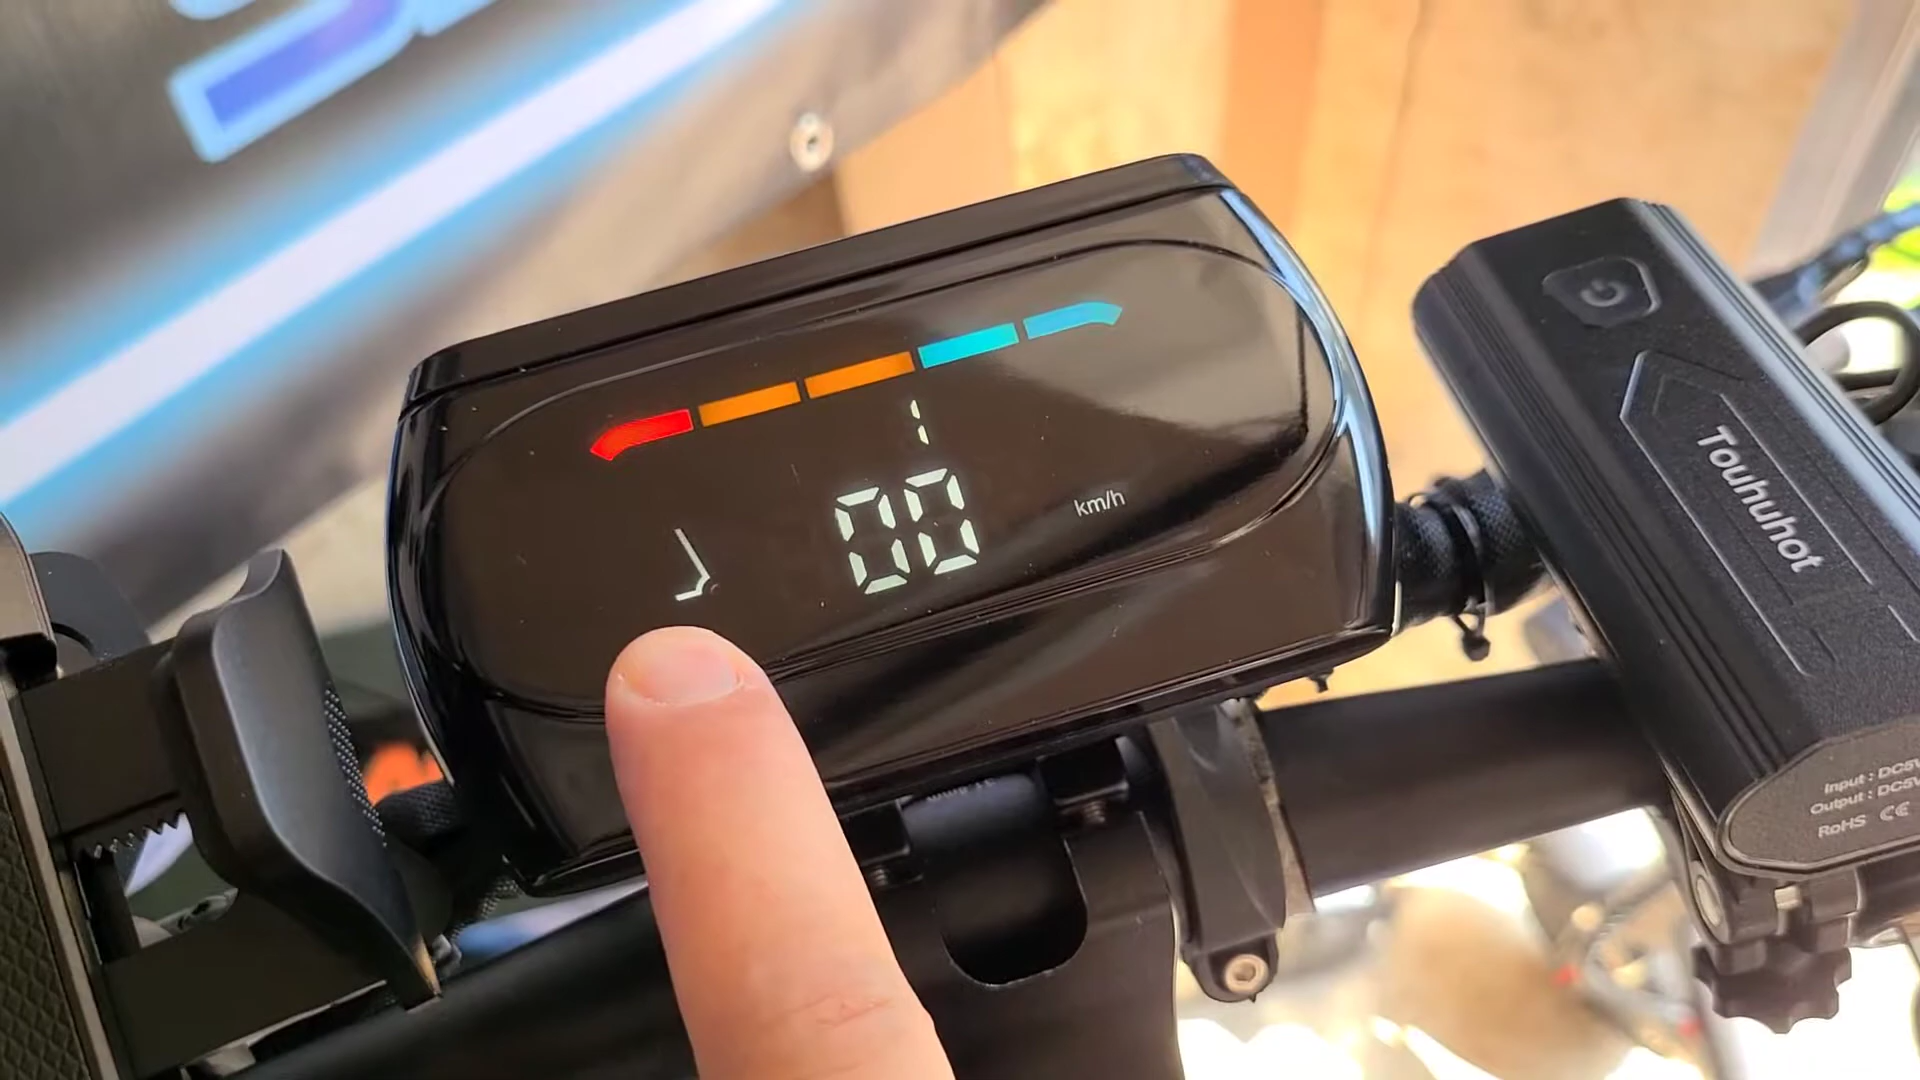 1
00
km/h
Touhuhot
Input : DC5V
Output : DC5V
RoHS CE